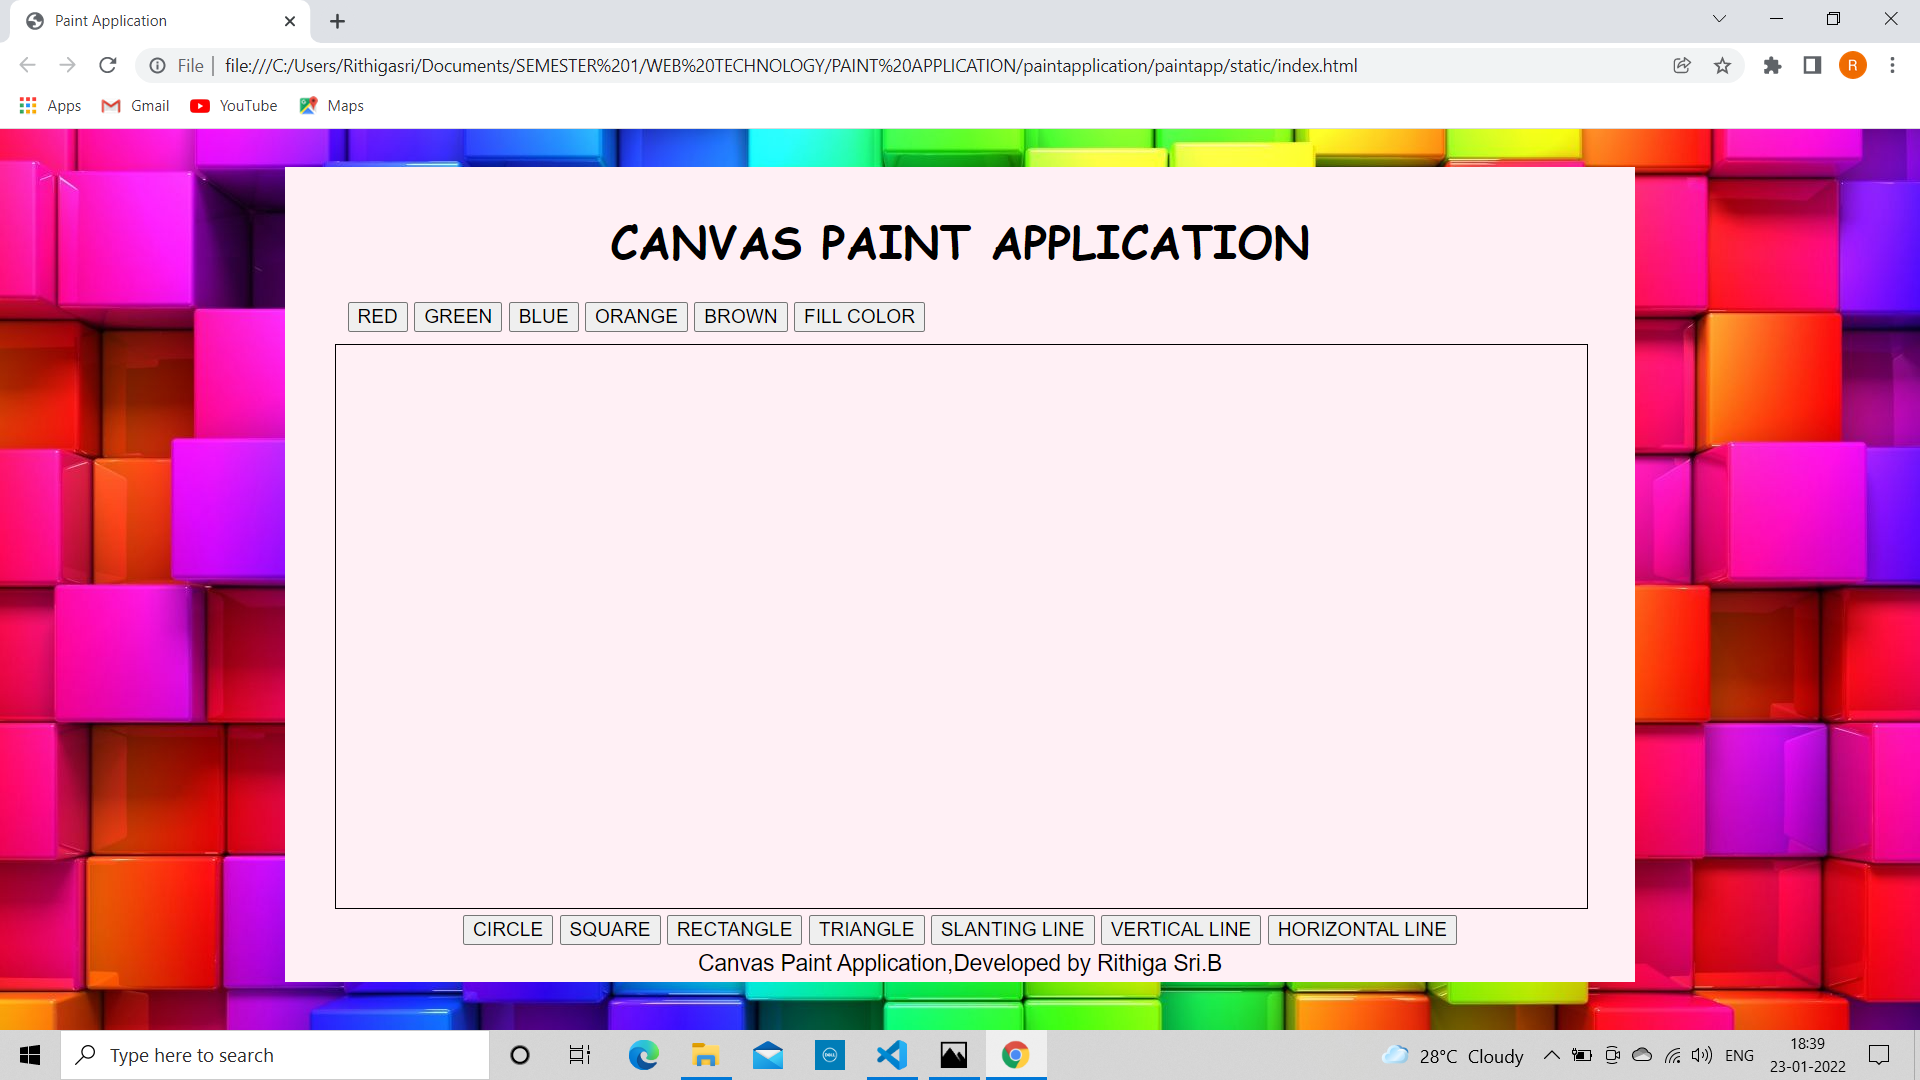 Paint Application
File
file:///C:/Users/Rithigasri/Documents/SEMESTER%201/WEB%20TECHNOLOGY/PAINT%20APPLICATION/paintapplication/paintapp/static/index.html
R
Apps Gmail YouTube Maps
CANVAS PAINT APPLICATION
RED GREEN BLUE ORANGE BROWN FILL COLOR
CIRCLE SQUARE RECTANGLE TRIANGLE SLANTING LINE VERTICAL LINE HORIZONTAL LINE
Canvas Paint Application,Developed by Rithiga Sri.B
Type here to search
DELL
28°C Cloudy
ENG
18:39
23-01-2022